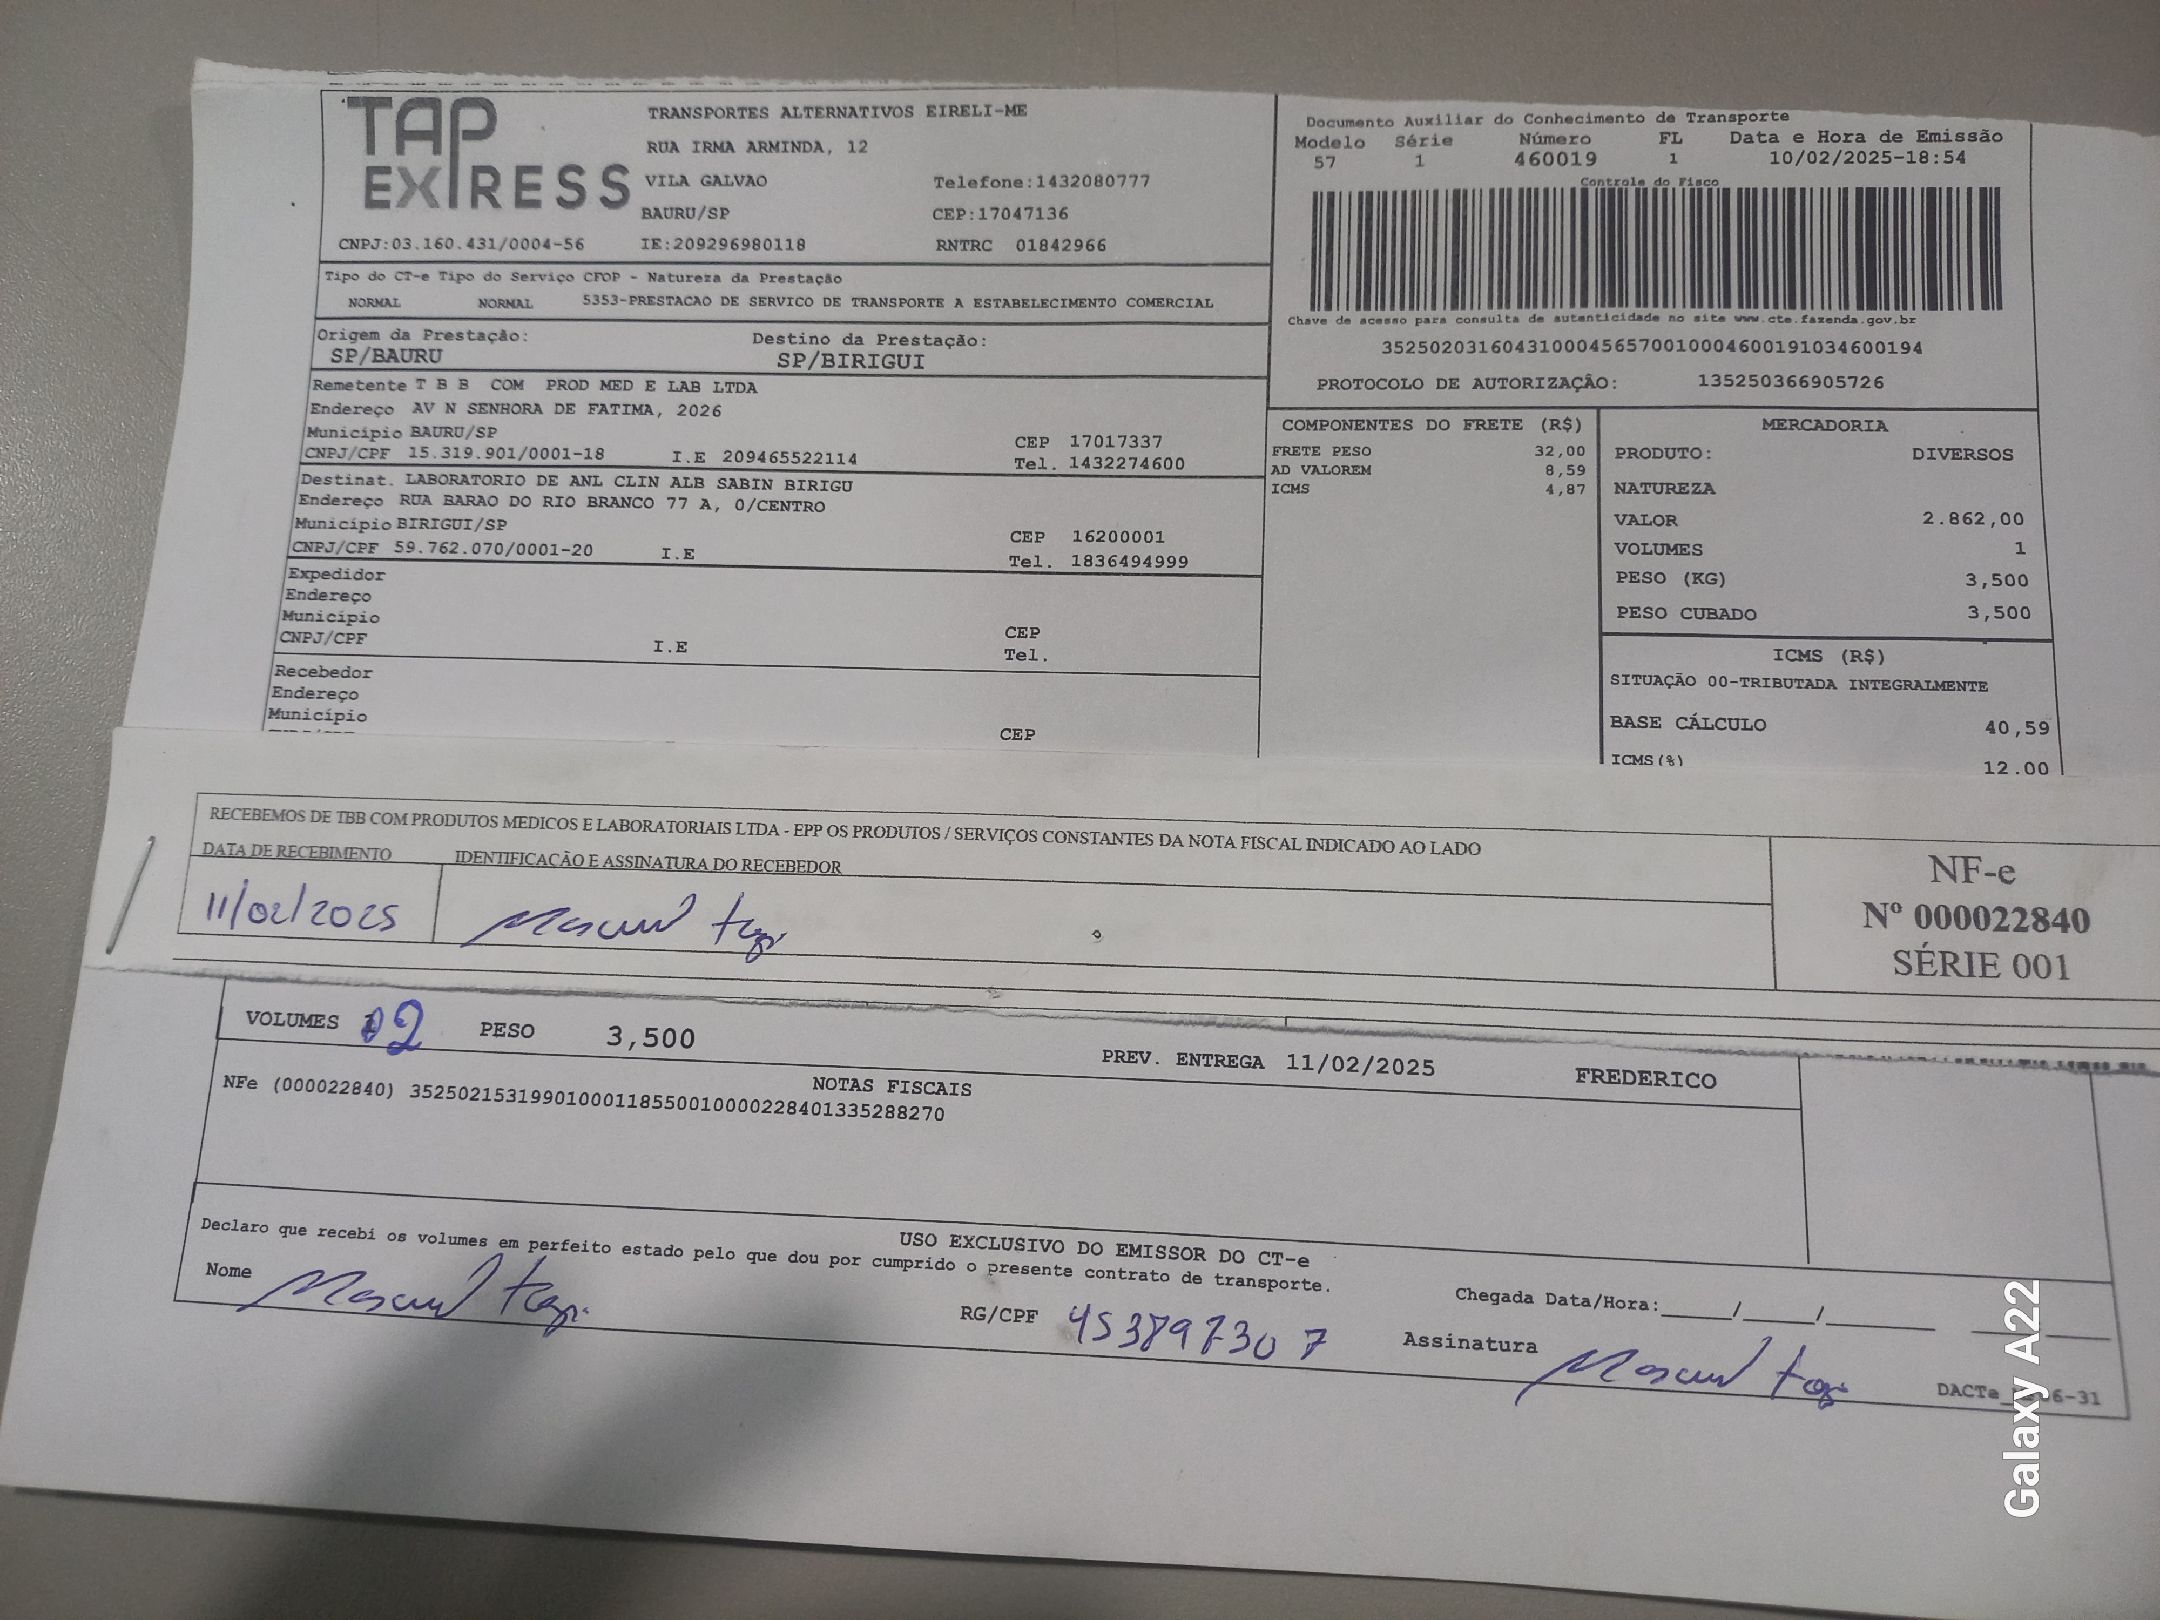 TAP EXPRESS
TRANSPORTES ALTERNATIVOS EIRELI-ME
RUA IRMA ARMINDA, 12
VILA GALVAO Telefone:1432080777
BAURU/SP CEP:17047136
CNPJ:03.160.431/0004-56 IE:209296980118 RNTRC 01842966
Documento Auxiliar do Conhecimento de Transporte
Modelo Série Número FL Data e Hora de Emissão
57 1 460019 1 10/02/2025-18:54
Controle do Fisco
Chave de acesso para consulta de autenticidade no site www.cte.fazenda.gov.br
35250203160431000456570010004600191034600194
PROTOCOLO DE AUTORIZAÇÃO: 135250366905726
Tipo do CT-e Tipo do Serviço CFOP - Natureza da Prestação
NORMAL NORMAL 5353-PRESTACAO DE SERVICO DE TRANSPORTE A ESTABELECIMENTO COMERCIAL
Origem da Prestação: Destino da Prestação:
SP/BAURU SP/BIRIGUI
Remetente T B B COM PROD MED E LAB LTDA
Endereço AV N SENHORA DE FATIMA, 2026
Município BAURU/SP CEP 17017337
CNPJ/CPF 15.319.901/0001-18 I.E 209465522114 Tel. 1432274600
Destinat. LABORATORIO DE ANL CLIN ALB SABIN BIRIGU
Endereço RUA BARAO DO RIO BRANCO 77 A, 0/CENTRO
Município BIRIGUI/SP CEP 16200001
CNPJ/CPF 59.762.070/0001-20 I.E Tel. 1836494999
Expedidor
Endereço
Município CEP
CNPJ/CPF I.E Tel.
Recebedor
Endereço
Município CEP
COMPONENTES DO FRETE (R$)
FRETE PESO 32,00
AD VALOREM 8,59
ICMS 4,87
MERCADORIA
PRODUTO: DIVERSOS
NATUREZA
VALOR 2.862,00
VOLUMES 1
PESO (KG) 3,500
PESO CUBADO 3,500
ICMS (R$)
SITUAÇÃO 00-TRIBUTADA INTEGRALMENTE
BASE CÁLCULO 40,59
ICMS(%) 12.00
RECEBEMOS DE TBB COM PRODUTOS MEDICOS E LABORATORIAIS LTDA - EPP OS PRODUTOS / SERVIÇOS CONSTANTES DA NOTA FISCAL INDICADO AO LADO
DATA DE RECEBIMENTO IDENTIFICAÇÃO E ASSINATURA DO RECEBEDOR
11/02/2025
NF-e
Nº 000022840
SÉRIE 001
VOLUMES 02 PESO 3,500 PREV. ENTREGA 11/02/2025 FREDERICO
NOTAS FISCAIS
NFe (000022840) 35250215319901000118550010000228401335288270
USO EXCLUSIVO DO EMISSOR DO CT-e
Declaro que recebi os volumes em perfeito estado pelo que dou por cumprido o presente contrato de transporte.
Nome RG/CPF 453897307 Chegada Data/Hora:_____/_____/_______
Assinatura
Galaxy A22